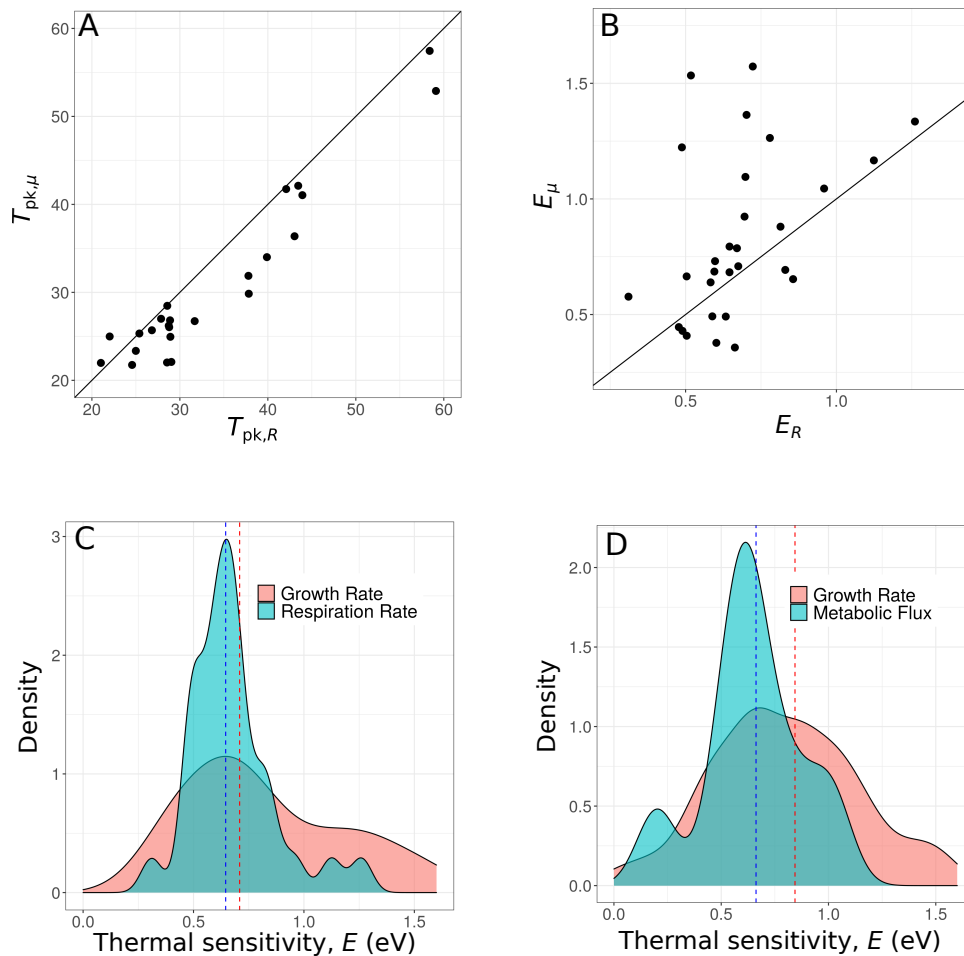 A
60
50
40
30
20
T_pk,μ
20 30 40 50 60
T_pk,R
B
1.5
1.0
0.5
E_μ
0.5 1.0
E_R
C
3
2
1
0
Density
Growth Rate
Respiration Rate
0.0 0.5 1.0 1.5
Thermal sensitivity, E (eV)
D
2.0
1.5
1.0
0.5
0.0
Density
Growth Rate
Metabolic Flux
0.0 0.5 1.0 1.5
Thermal sensitivity, E (eV)